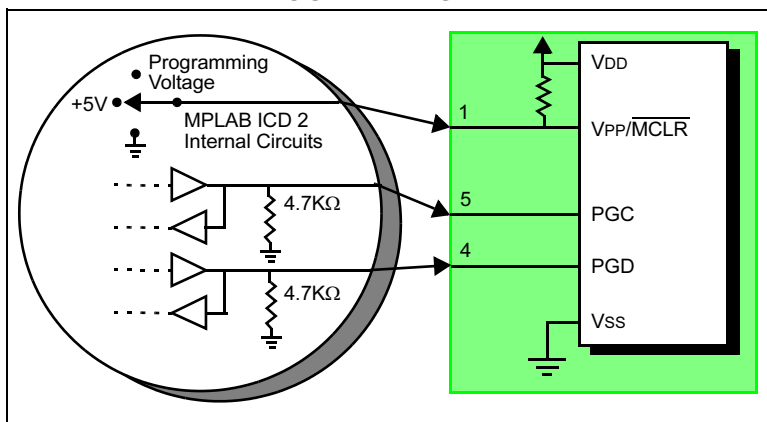 Programming
Voltage
+5V
MPLAB ICD 2
Internal Circuits
4.7KΩ
4.7KΩ
1
5
4
VDD
VPP/MCLR
PGC
PGD
VSS